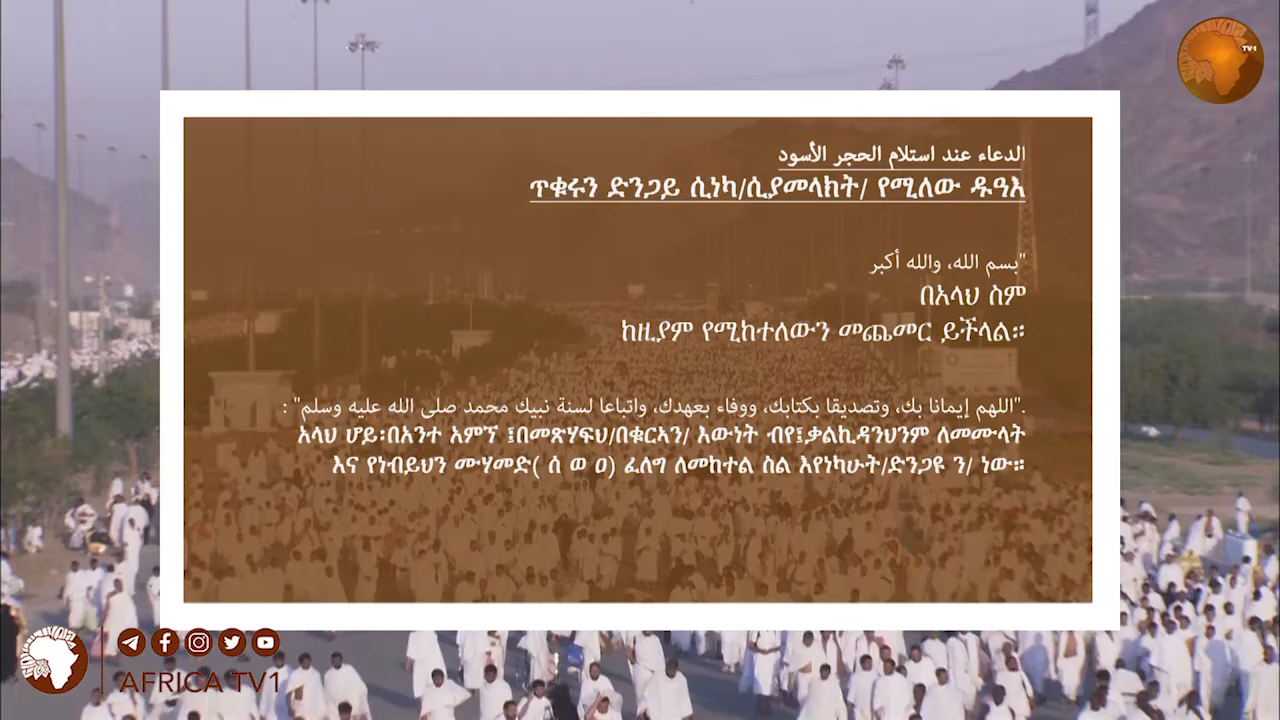 TV1
الدعاء عند استلام الحجر الأسود
ጥቁሩን ድንጋይ ሲነካ/ሲያመላክት/ የሚለው ዱዓእ
"بسم الله، والله أكبر
በአላህ ስም
ከዚያም የሚከተለውን መጨመር ይችላል።
."اللهم إيمانا بك، وتصديقا بكتابك، ووفاء بعهدك، واتباعا لسنة نبيك محمد صلى الله عليه وسلم" :
አላህ ሆይ፡በአንተ አምኘ ፤በመጽሃፍህ/በቁርኣን/ እውነት ብየ፤ቃልኪዳንህንም ለመሙላት
እና የነብይህን ሙሃመድ( ሰ ወ ዐ) ፈለግ ለመከተል ስል እየነካሁት/ድንጋዩ ን/ ነው።
AFRICA TV1